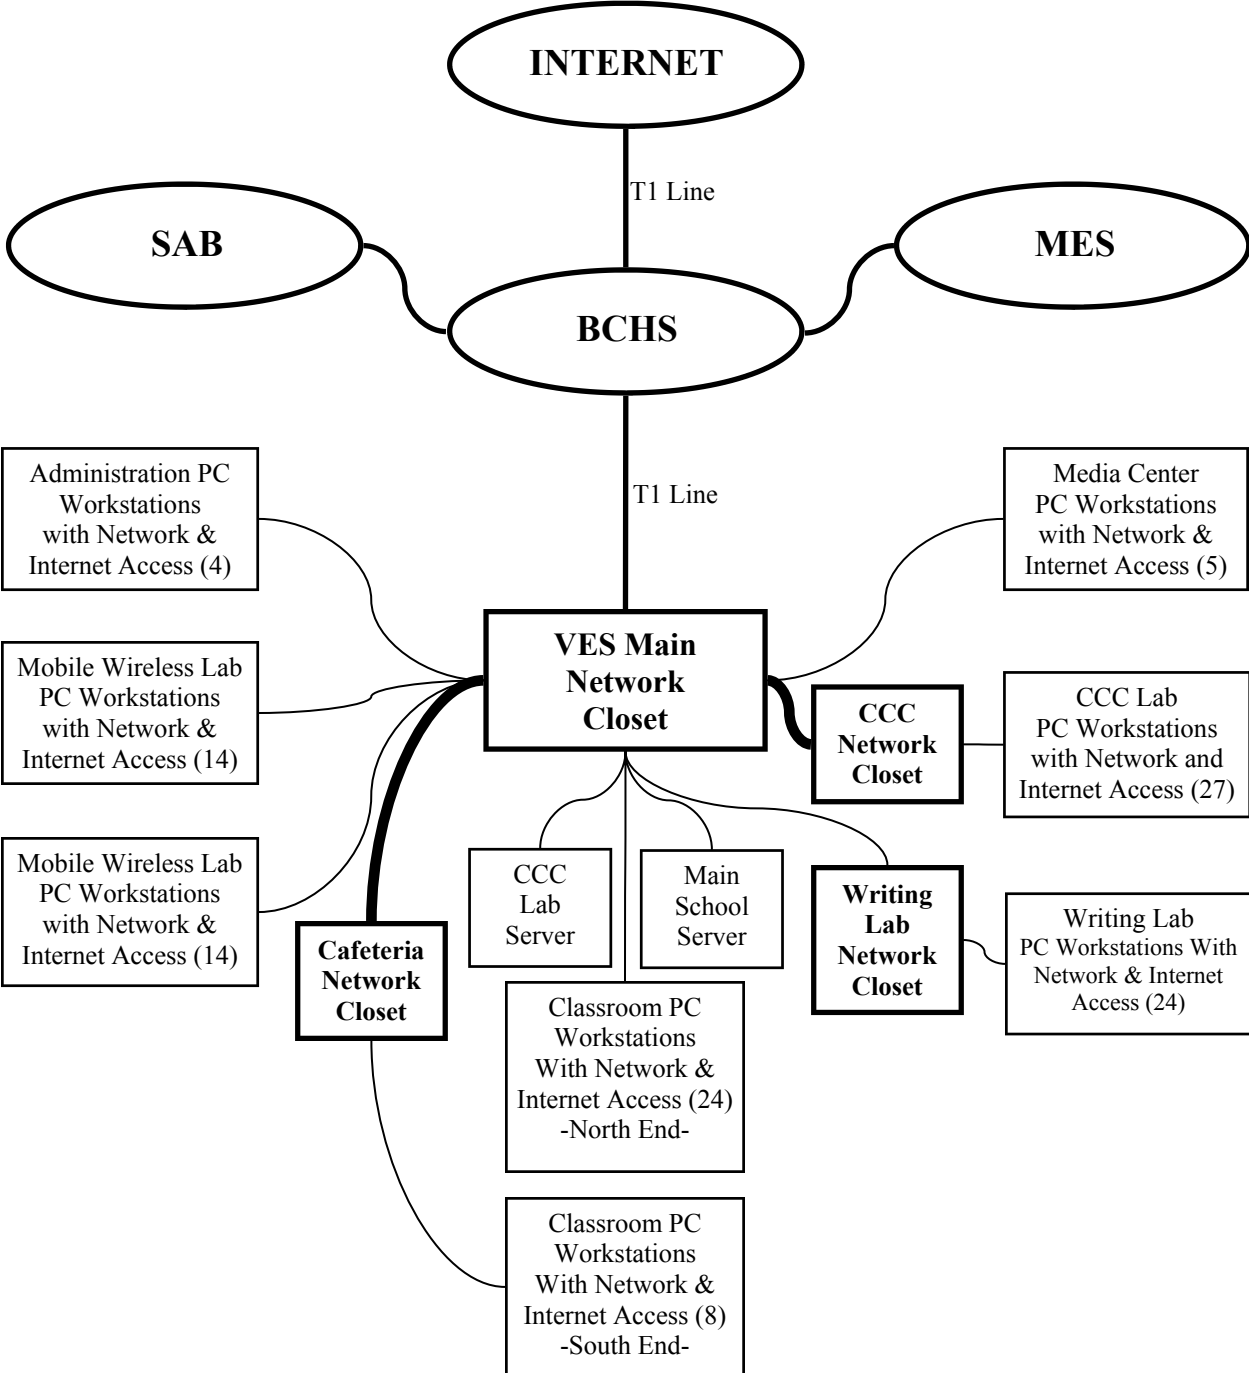 INTERNET
T1 Line
SAB
MES
BCHS
T1 Line
Administration PC
Workstations
with Network &
Internet Access (4)
Media Center
PC Workstations
with Network &
Internet Access (5)
Mobile Wireless Lab
PC Workstations
with Network &
Internet Access (14)
VES Main
Network
Closet
CCC
Network
Closet
CCC Lab
PC Workstations
with Network and
Internet Access (27)
Mobile Wireless Lab
PC Workstations
with Network &
Internet Access (14)
Cafeteria
Network
Closet
CCC
Lab
Server
Main
School
Server
Writing
Lab
Network
Closet
Writing Lab
PC Workstations With
Network & Internet
Access (24)
Classroom PC
Workstations
With Network &
Internet Access (24)
-North End-
Classroom PC
Workstations
With Network &
Internet Access (8)
-South End-